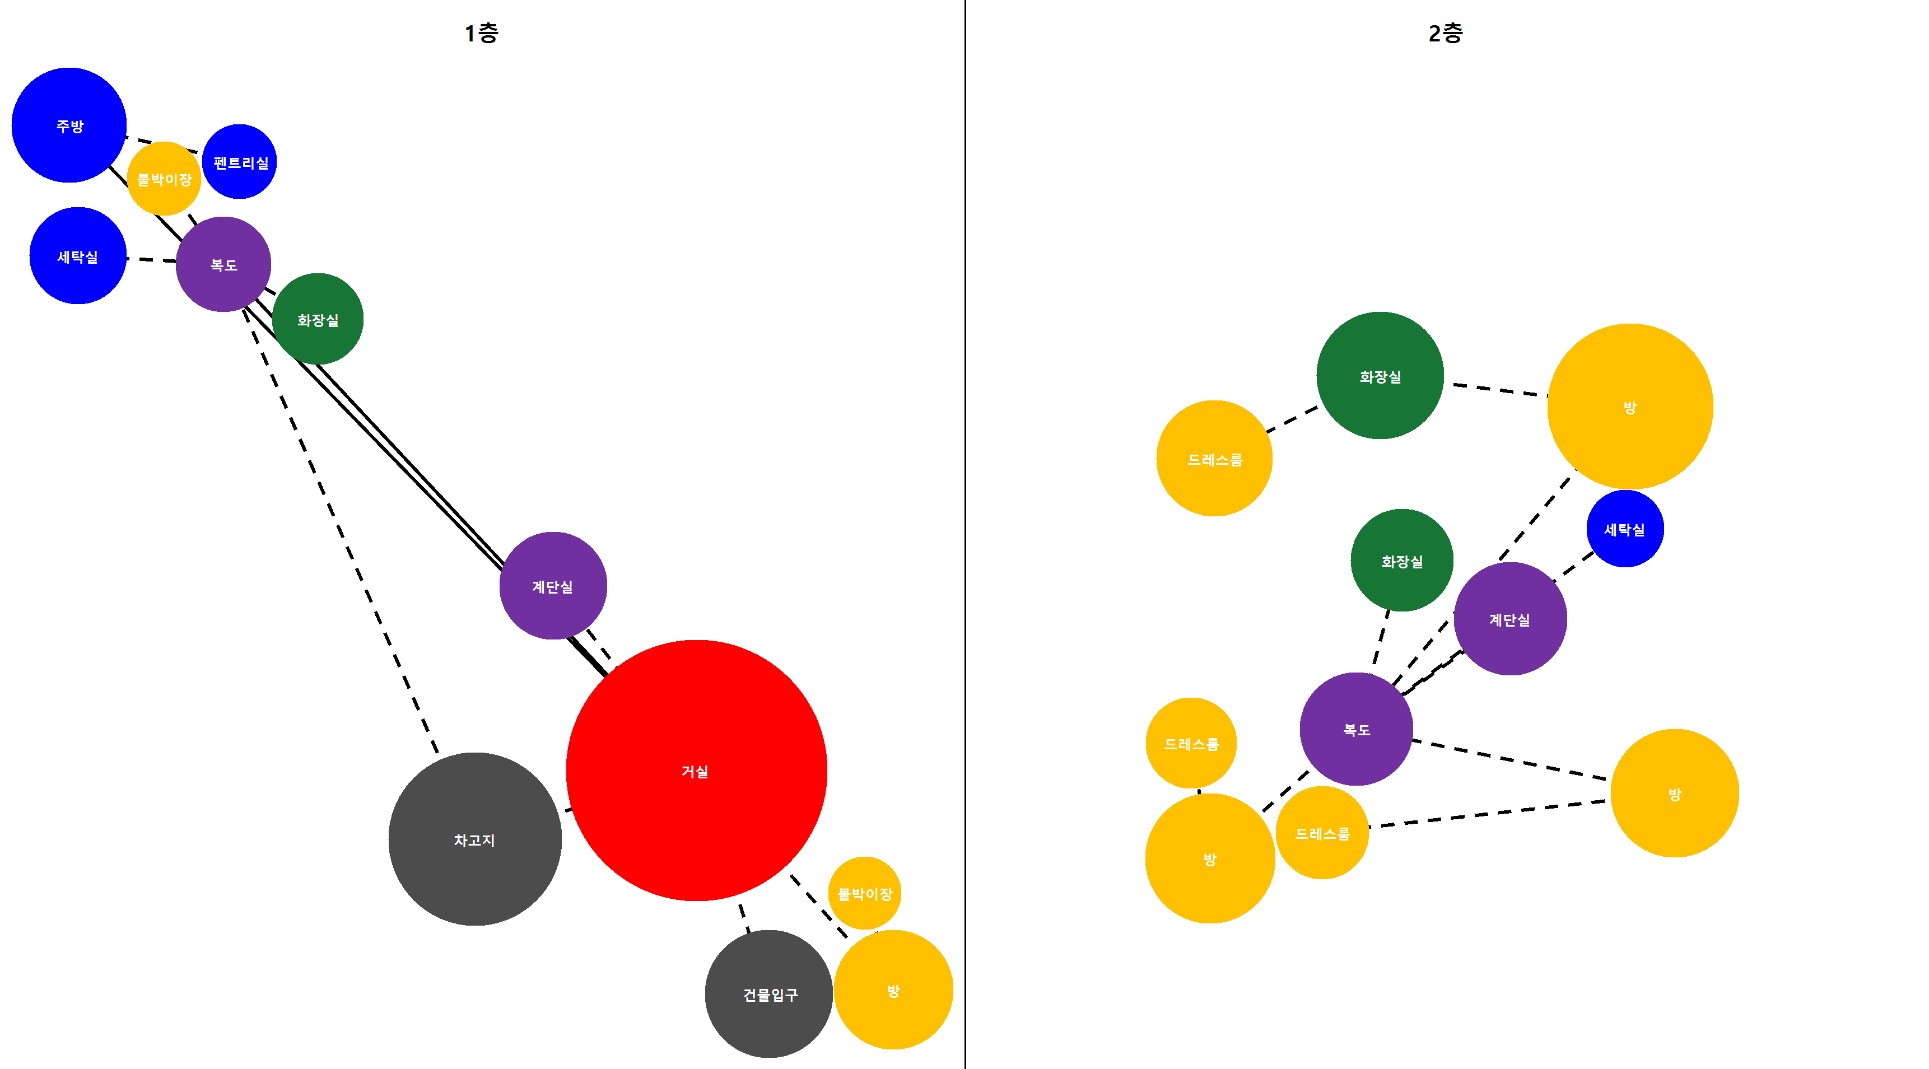 1층
주방
펜트리실
붙박이장
세탁실
복도
화장실
계단실
거실
차고지
붙박이장
건물입구
방
2층
화장실
방
드레스룸
세탁실
화장실
계단실
복도
드레스룸
방
드레스룸
방